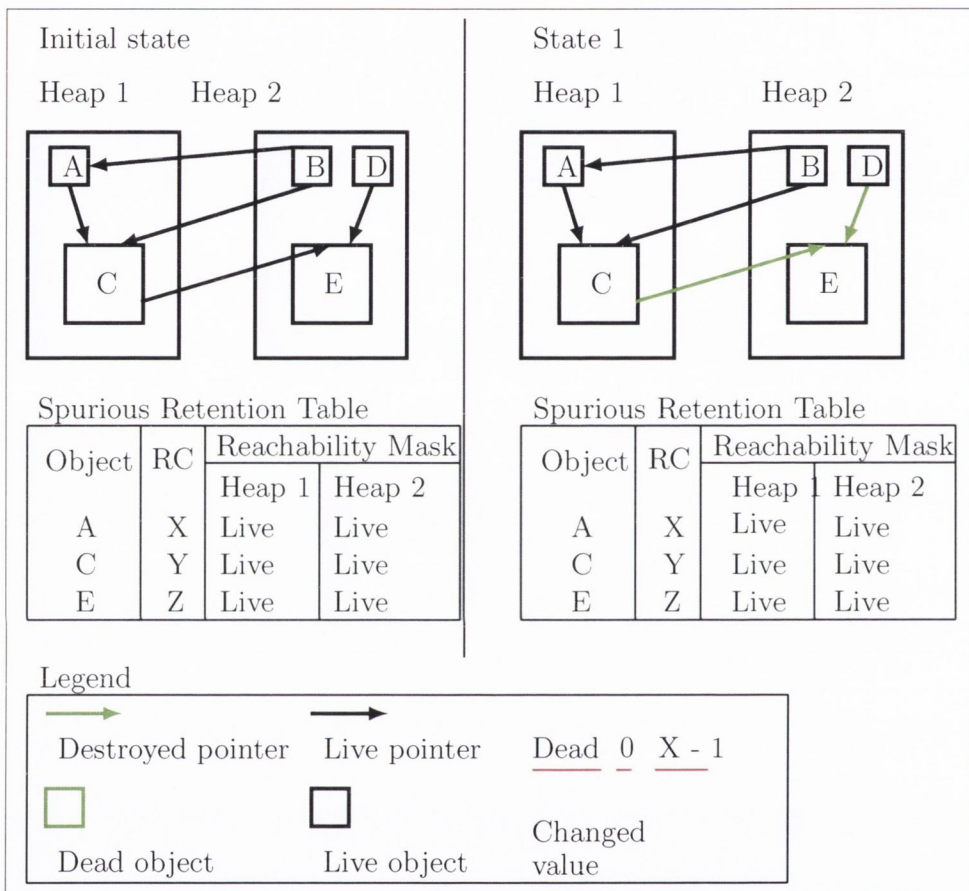 Initial state
Heap 1 Heap 2
A B D
C E
Spurious Retention Table
Object RC Reachability Mask
Heap 1 Heap 2
A X Live Live
C Y Live Live
E Z Live Live
State 1
Heap 1 Heap 2
A B D
C E
Spurious Retention Table
Object RC Reachability Mask
Heap 1 Heap 2
A X Live Live
C Y Live Live
E Z Live Live
Legend
Destroyed pointer Live pointer Dead 0 X - 1
Dead object Live object Changed
value